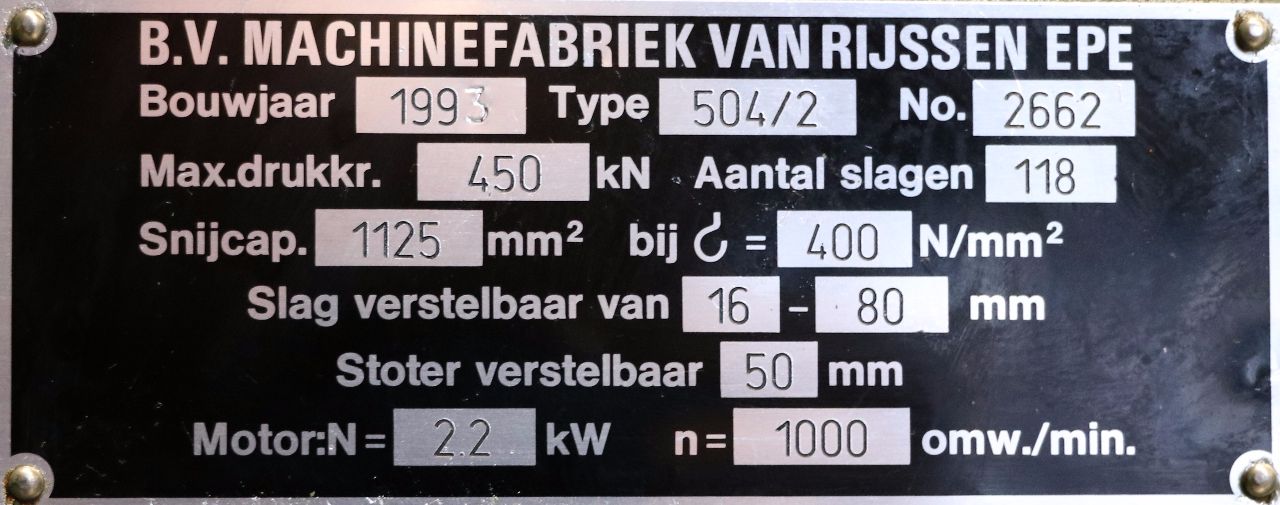 B.V. MACHINEFABRIEK VAN RIJSSEN EPE
Bouwjaar 1993 Type 504/2 No. 2662
Max.drukkr. 450 kN Aantal slagen 118
Snijcap. 1125 mm² bij = 400 N/mm²
Slag verstelbaar van 16 - 80 mm
Stoter verstelbaar 50 mm
Motor:N= 2.2 kW n= 1000 omw./min.